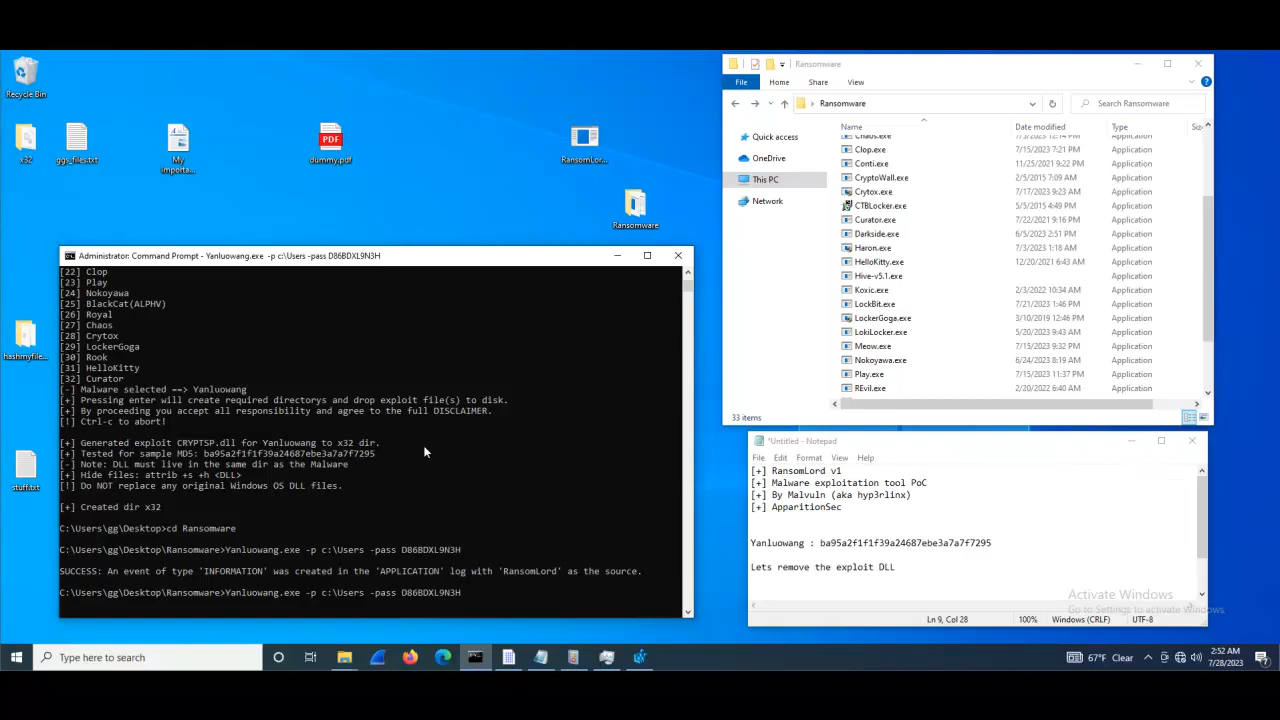 Recycle Bin
x32
ggs_files.txt
My
importa...
dummy.pdf
RansomLor...
Ransomware
hashmyfile...
stuff.txt
Administrator: Command Prompt - Yanluowang.exe -p c:\Users -pass D86BDXL9N3H
[22] Clop
[23] Play
[24] Nokoyawa
[25] BlackCat(ALPHV)
[26] Royal
[27] Chaos
[28] Crytox
[29] LockerGoga
[30] Rook
[31] HelloKitty
[32] Curator
[-] Malware selected ==> Yanluowang
[+] Pressing enter will create required directorys and drop exploit file(s) to disk.
[+] By proceeding you accept all responsibility and agree to the full DISCLAIMER.
[!] Ctrl-c to abort!
[+] Generated exploit CRYPTSP.dll for Yanluowang to x32 dir.
[+] Tested for sample MD5: ba95a2f1f1f39a24687ebe3a7a7f7295
[-] Note: DLL must live in the same dir as the Malware
[+] Hide files: attrib +s +h <DLL>
[!] Do NOT replace any original Windows OS DLL files.
[+] Created dir x32
C:\Users\gg\Desktop>cd Ransomware
C:\Users\gg\Desktop\Ransomware>Yanluowang.exe -p c:\Users -pass D86BDXL9N3H
SUCCESS: An event of type 'INFORMATION' was created in the 'APPLICATION' log with 'RansomLord' as the source.
C:\Users\gg\Desktop\Ransomware>Yanluowang.exe -p c:\Users -pass D86BDXL9N3H
Ransomware
File Home Share View
Ransomware
Search Ransomware
Quick access
OneDrive
This PC
Network
Name Date modified Type Siz
Chaos.exe 7/3/2023 12:14 PM Application
Clop.exe 7/15/2023 7:21 PM Application
Conti.exe 11/25/2021 9:22 PM Application
CryptoWall.exe 2/5/2015 7:09 AM Application
Crytox.exe 7/17/2023 9:23 AM Application
CTBLocker.exe 5/5/2015 4:49 PM Application
Curator.exe 7/22/2021 9:16 PM Application
Darkside.exe 6/5/2023 2:51 PM Application
Haron.exe 7/3/2023 1:18 AM Application
HelloKitty.exe 12/20/2021 6:43 AM Application
Hive-v5.1.exe Application
Koxic.exe 2/3/2022 10:34 AM Application
LockBit.exe 7/21/2023 1:46 PM Application
LockerGoga.exe 3/10/2019 12:46 PM Application
LokiLocker.exe 5/20/2023 9:43 AM Application
Meow.exe 7/15/2023 9:32 PM Application
Nokoyawa.exe 6/24/2023 8:19 AM Application
Play.exe 7/15/2023 11:37 PM Application
REvil.exe 2/20/2022 6:40 AM Application
33 items
*Untitled - Notepad
File Edit Format View Help
[+] RansomLord v1
[+] Malware exploitation tool PoC
[+] By Malvuln (aka hyp3rlinx)
[+] ApparitionSec
Yanluowang : ba95a2f1f1f39a24687ebe3a7a7f7295
Lets remove the exploit DLL
Activate Windows
Go to Settings to activate Windows.
Ln 9, Col 28 100% Windows (CRLF) UTF-8
Type here to search
67°F Clear
2:52 AM
7/28/2023